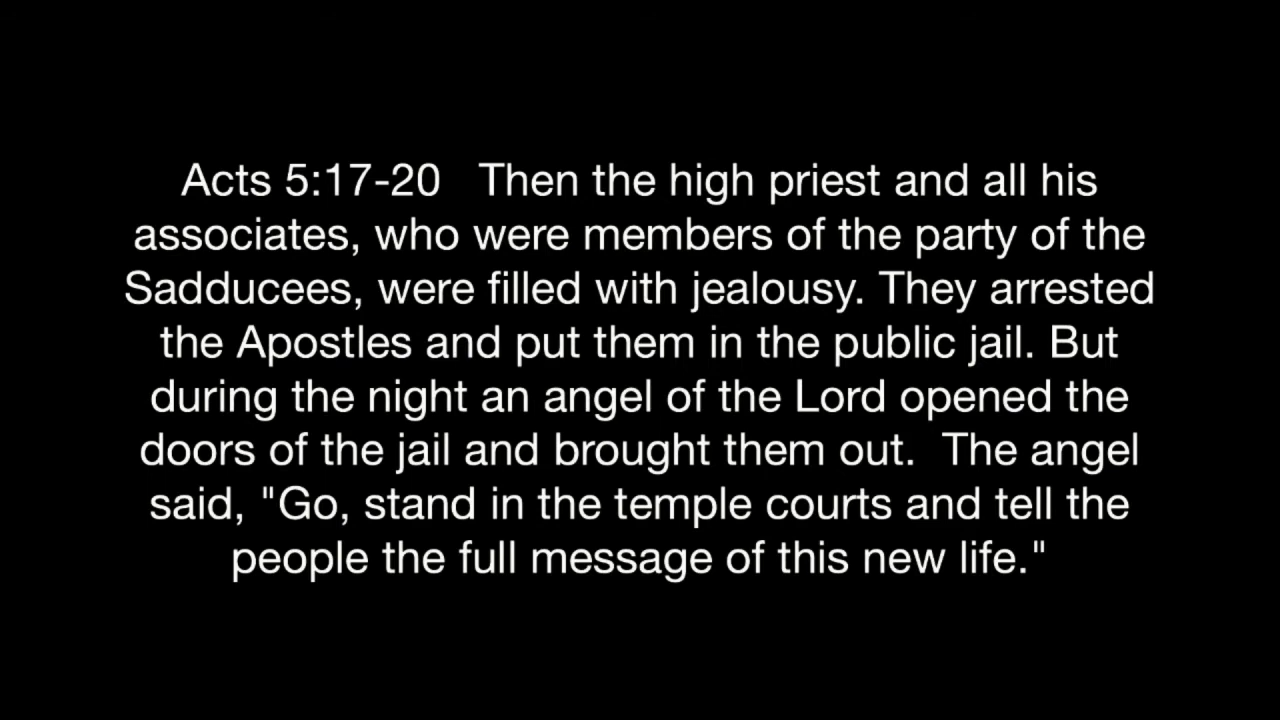 Acts 5:17-20   Then the high priest and all his
associates, who were members of the party of the
Sadducees, were filled with jealousy. They arrested
the Apostles and put them in the public jail. But
during the night an angel of the Lord opened the
doors of the jail and brought them out.  The angel
said, "Go, stand in the temple courts and tell the
people the full message of this new life."